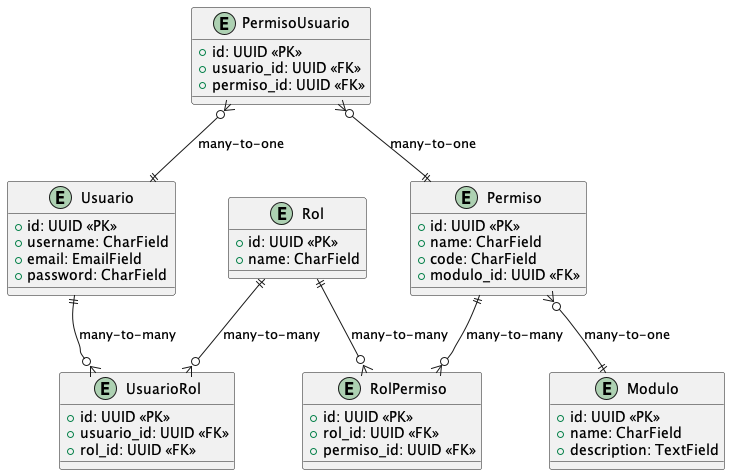 E PermisoUsuario
id: UUID «PK»
usuario_id: UUID «FK»
permiso_id: UUID «FK»
many-to-one
many-to-one
E Usuario
id: UUID «PK»
username: CharField
email: EmailField
password: CharField
E Rol
id: UUID «PK»
name: CharField
E Permiso
id: UUID «PK»
name: CharField
code: CharField
modulo_id: UUID «FK»
many-to-many
many-to-many
many-to-many
many-to-many
many-to-one
E UsuarioRol
id: UUID «PK»
usuario_id: UUID «FK»
rol_id: UUID «FK»
E RolPermiso
id: UUID «PK»
rol_id: UUID «FK»
permiso_id: UUID «FK»
E Modulo
id: UUID «PK»
name: CharField
description: TextField